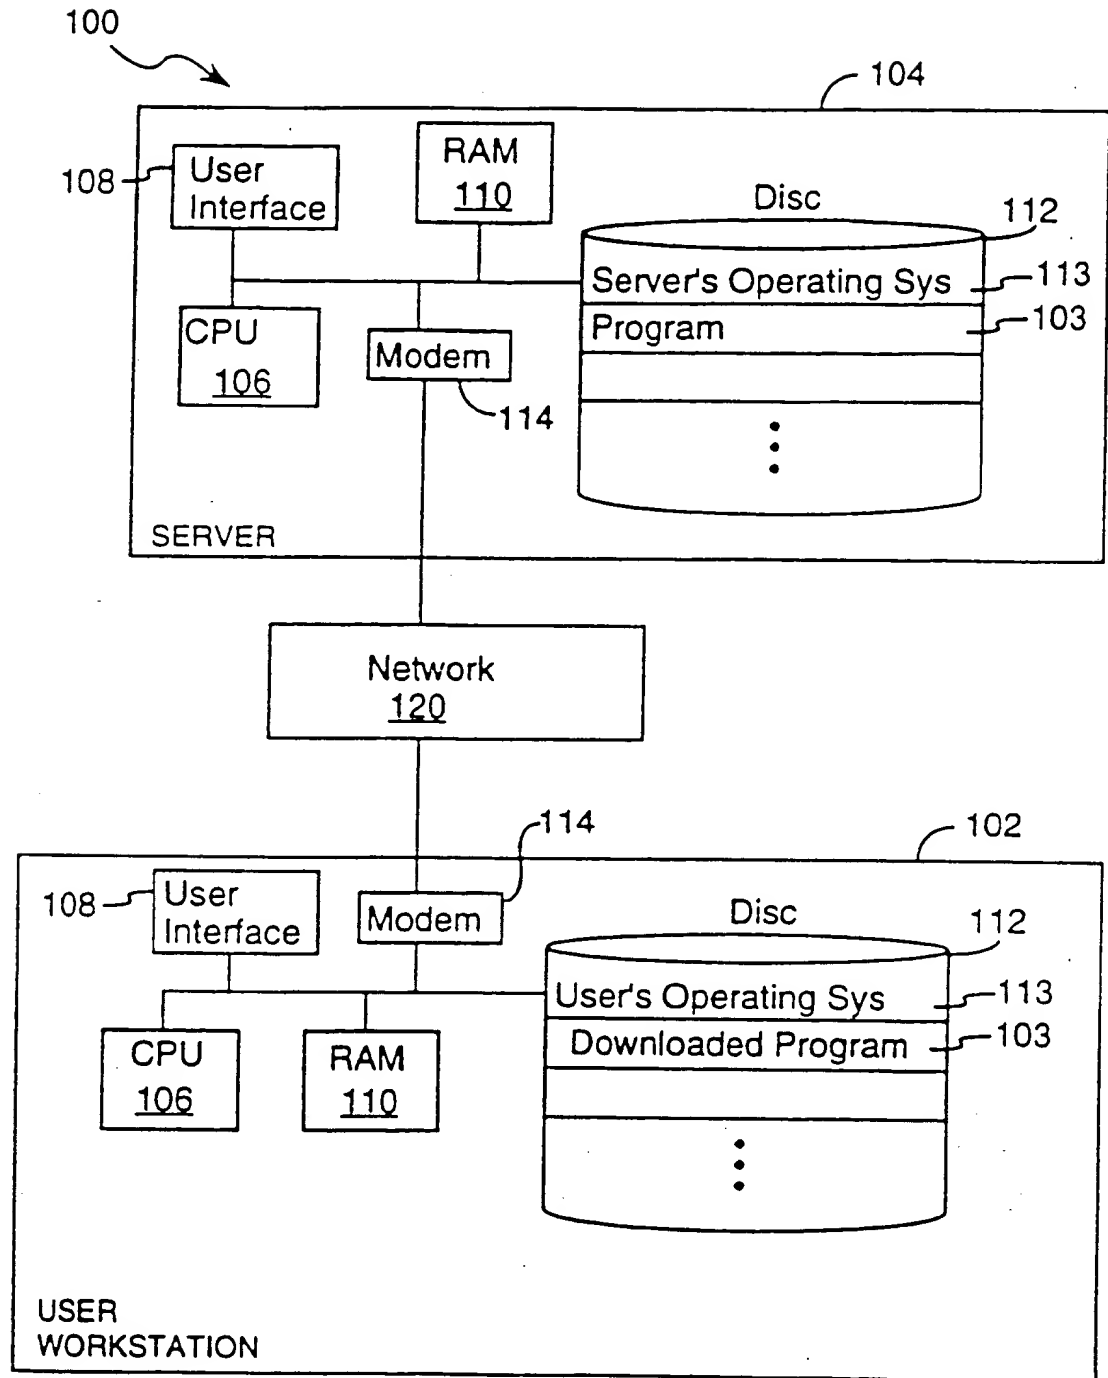 100
104
RAM
110
User
Interface
108
Disc
112
Server's Operating Sys
113
CPU
106
Modem
114
Program
103
SERVER
Network
120
114
102
User
Interface
108
Modem
Disc
112
User's Operating Sys
113
CPU
106
RAM
110
Downloaded Program
103
USER
WORKSTATION